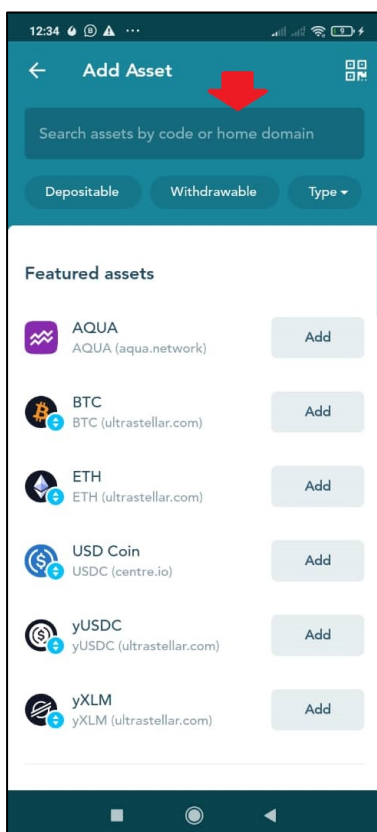 12:34
Add Asset
Search assets by code or home domain
Depositable Withdrawable Type
Featured assets
AQUA
AQUA (aqua.network)
Add
BTC
BTC (ultrastellar.com)
Add
ETH
ETH (ultrastellar.com)
Add
USD Coin
USDC (centre.io)
Add
yUSDC
yUSDC (ultrastellar.com)
Add
yXLM
yXLM (ultrastellar.com)
Add